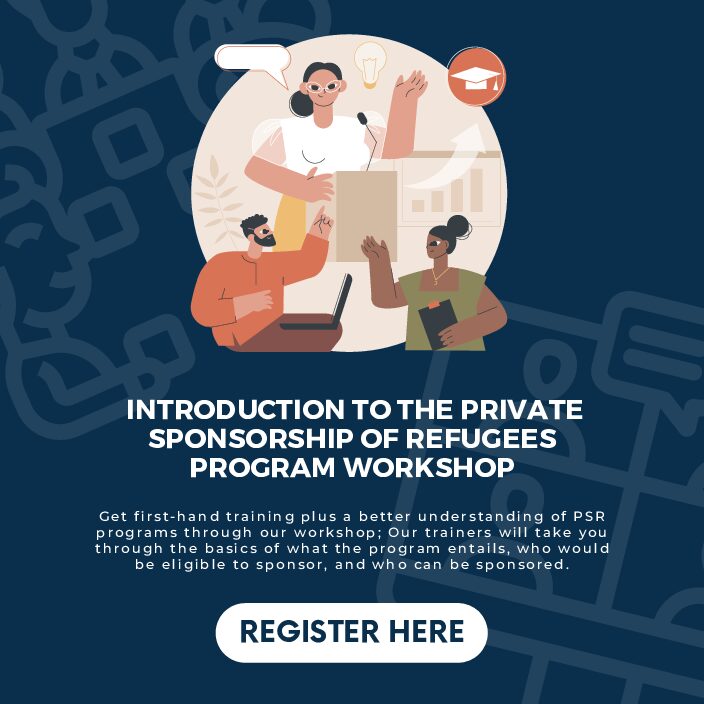 INTRODUCTION TO THE PRIVATE
SPONSORSHIP OF REFUGEES
PROGRAM WORKSHOP
Get first-hand training plus a better understanding of PSR
programs through our workshop; Our trainers will take you
through the basics of what the program entails, who would
be eligible to sponsor, and who can be sponsored.
REGISTER HERE